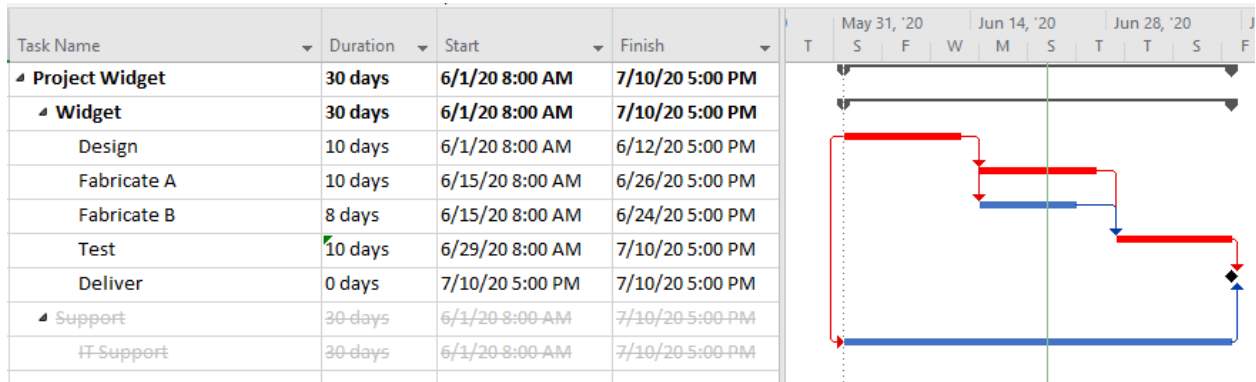 May 31, '20 Jun 14, '20 Jun 28, '20
Task Name Duration Start Finish T S F W M S T T S F
Project Widget 30 days 6/1/20 8:00 AM 7/10/20 5:00 PM
Widget 30 days 6/1/20 8:00 AM 7/10/20 5:00 PM
Design 10 days 6/1/20 8:00 AM 6/12/20 5:00 PM
Fabricate A 10 days 6/15/20 8:00 AM 6/26/20 5:00 PM
Fabricate B 8 days 6/15/20 8:00 AM 6/24/20 5:00 PM
Test 10 days 6/29/20 8:00 AM 7/10/20 5:00 PM
Deliver 0 days 7/10/20 5:00 PM 7/10/20 5:00 PM
Support 30 days 6/1/20 8:00 AM 7/10/20 5:00 PM
IT Support 30 days 6/1/20 8:00 AM 7/10/20 5:00 PM